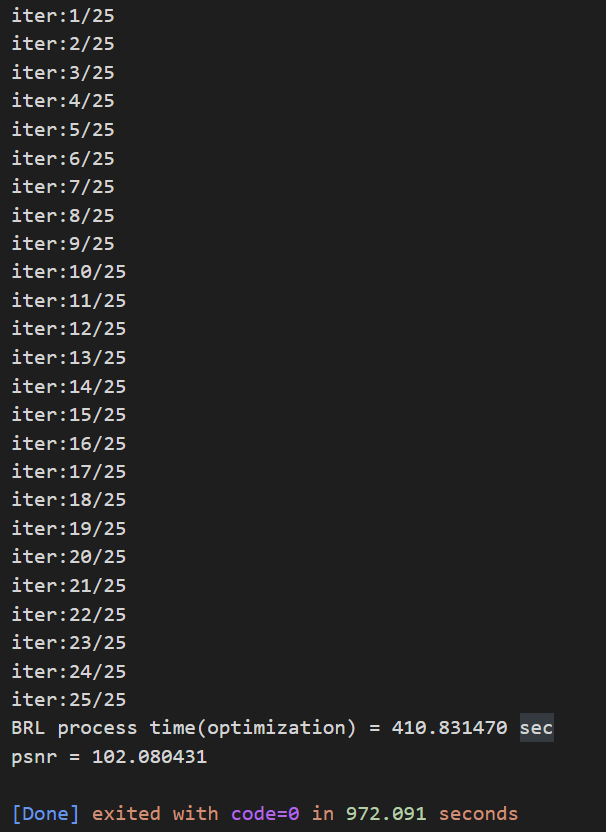 iter:1/25
iter:2/25
iter:3/25
iter:4/25
iter:5/25
iter:6/25
iter:7/25
iter:8/25
iter:9/25
iter:10/25
iter:11/25
iter:12/25
iter:13/25
iter:14/25
iter:15/25
iter:16/25
iter:17/25
iter:18/25
iter:19/25
iter:20/25
iter:21/25
iter:22/25
iter:23/25
iter:24/25
iter:25/25
BRL process time(optimization) = 410.831470 sec
psnr = 102.080431
[Done] exited with code=0 in 972.091 seconds